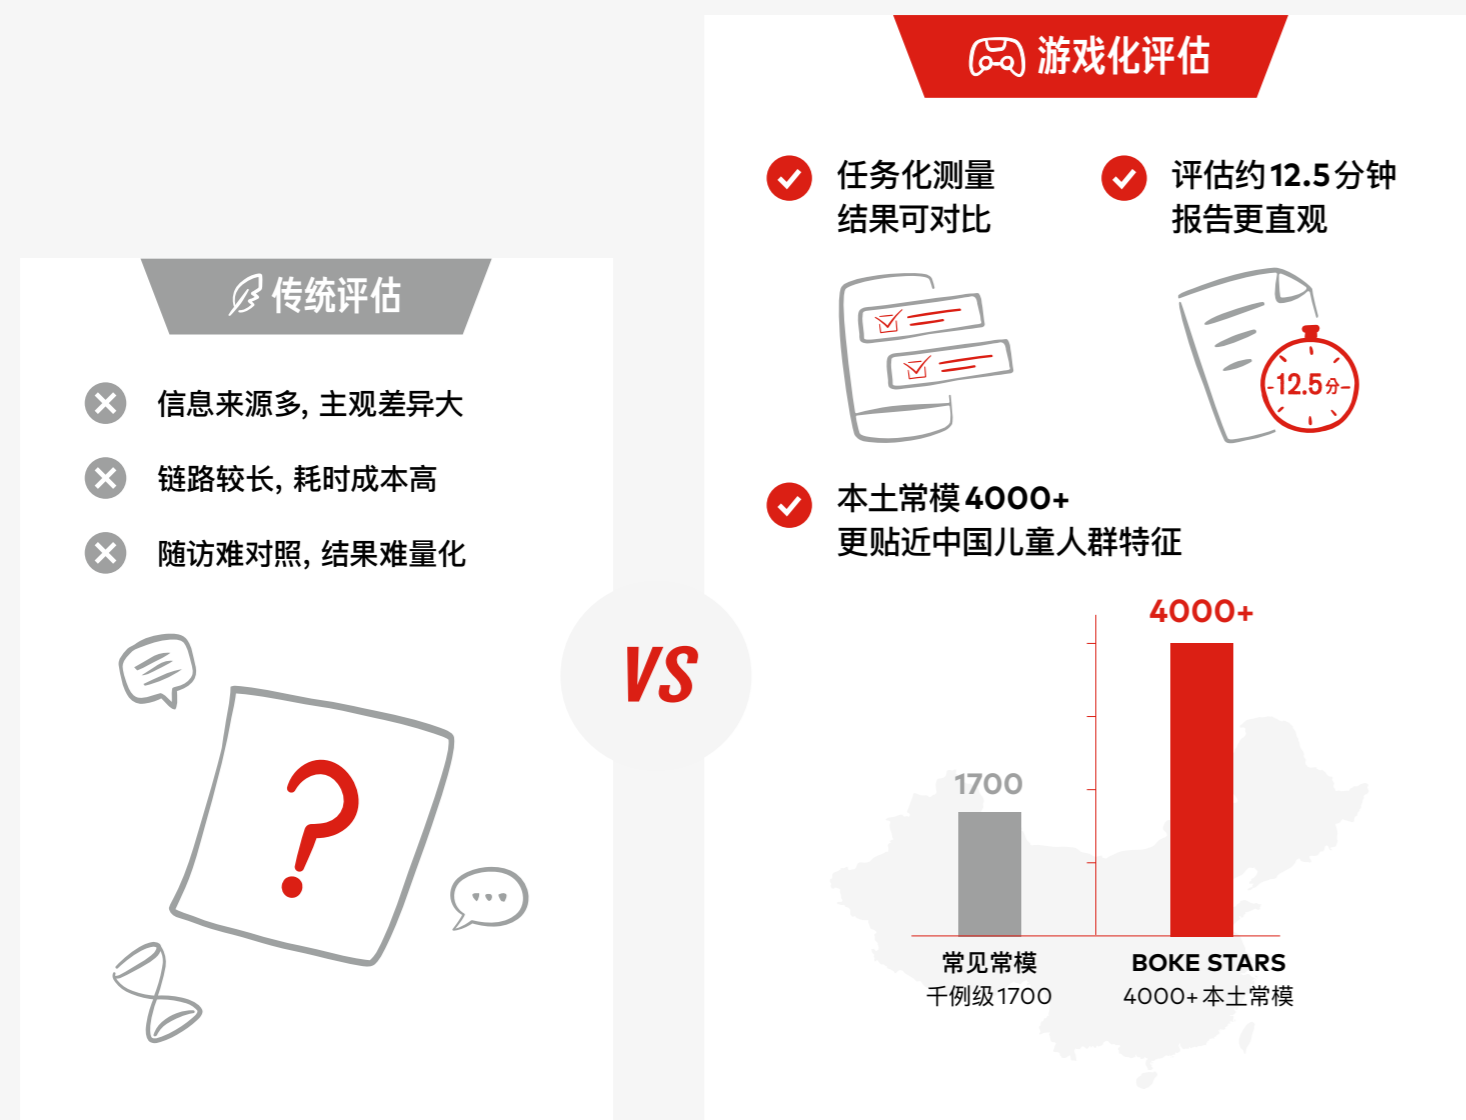 传统评估
信息来源多, 主观差异大
链路较长, 耗时成本高
随访难对照, 结果难量化
VS
游戏化评估
任务化测量
结果可对比
评估约12.5分钟
报告更直观
12.5分
本土常模4000+
更贴近中国儿童人群特征
1700
4000+
常见常模
千例级1700
BOKE STARS
4000+本土常模